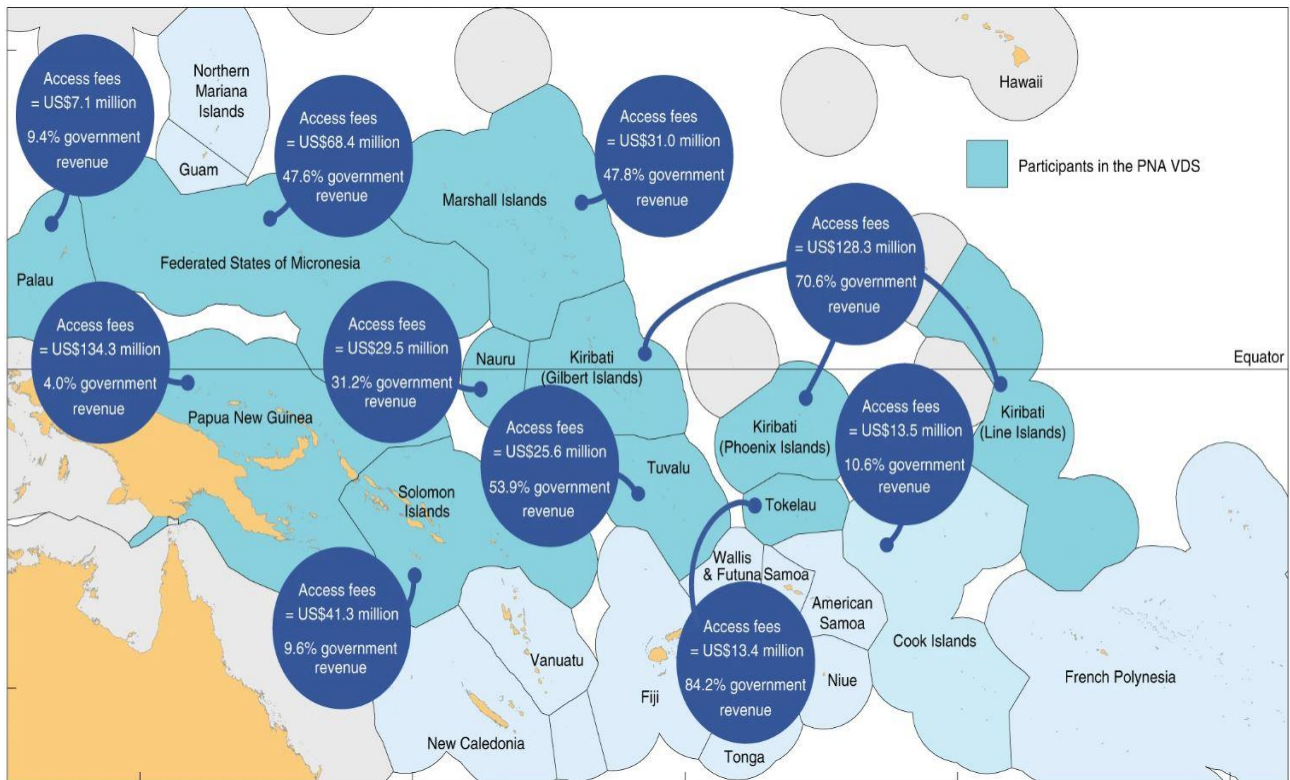 Access fees
= US$7.1 million
9.4% government
revenue
Northern
Mariana
Islands
Guam
Access fees
= US$68.4 million
47.6% government
revenue
Access fees
= US$31.0 million
47.8% government
revenue
Hawaii
Participants in the PNA VDS
Marshall Islands
Palau
Federated States of Micronesia
Access fees
= US$128.3 million
70.6% government
revenue
Access fees
= US$134.3 million
4.0% government
revenue
Access fees
= US$29.5 million
31.2% government
revenue
Nauru
Kiribati
(Gilbert Islands)
Equator
Papua New Guinea
Access fees
= US$25.6 million
53.9% government
revenue
Tuvalu
Kiribati
(Phoenix Islands)
Access fees
= US$13.5 million
10.6% government
revenue
Kiribati
(Line Islands)
Solomon
Islands
Tokelau
Access fees
= US$41.3 million
9.6% government
revenue
Wallis
& Futuna
Samoa
American
Samoa
Access fees
= US$13.4 million
84.2% government
revenue
Cook Islands
Vanuatu
Fiji
Niue
French Polynesia
New Caledonia
Tonga